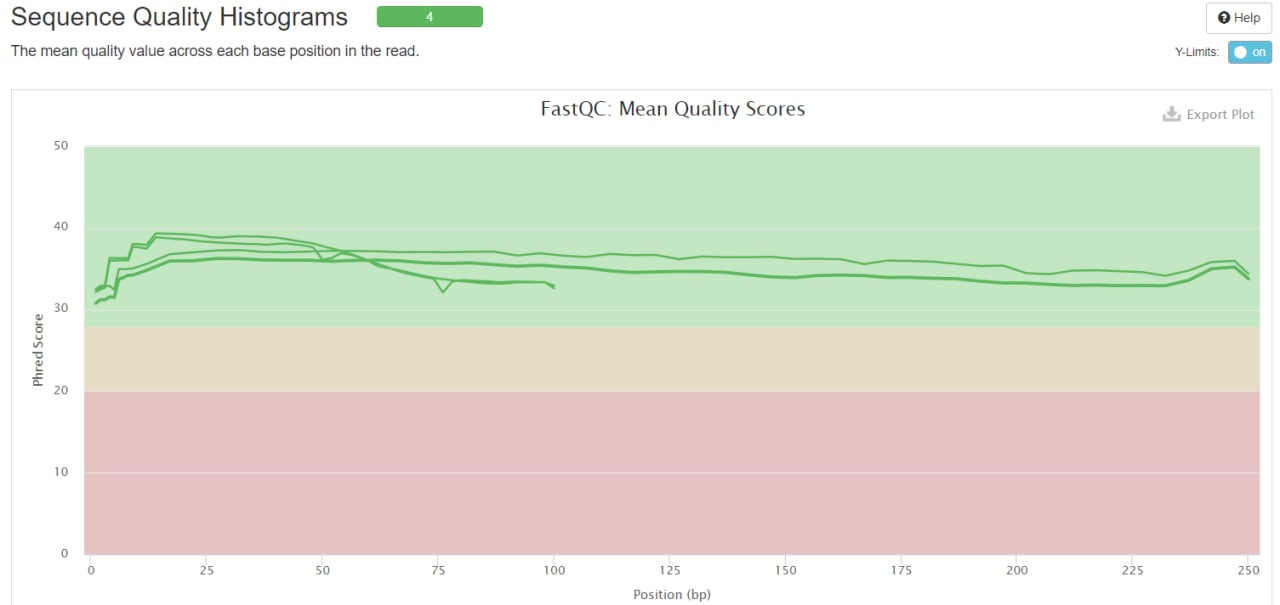 Sequence Quality Histograms 4 Help
The mean quality value across each base position in the read. Y-Limits: on
FastQC: Mean Quality Scores
Export Plot
50
40
30
20
10
0
Phred Score
0 25 50 75 100 125 150 175 200 225 250
Position (bp)